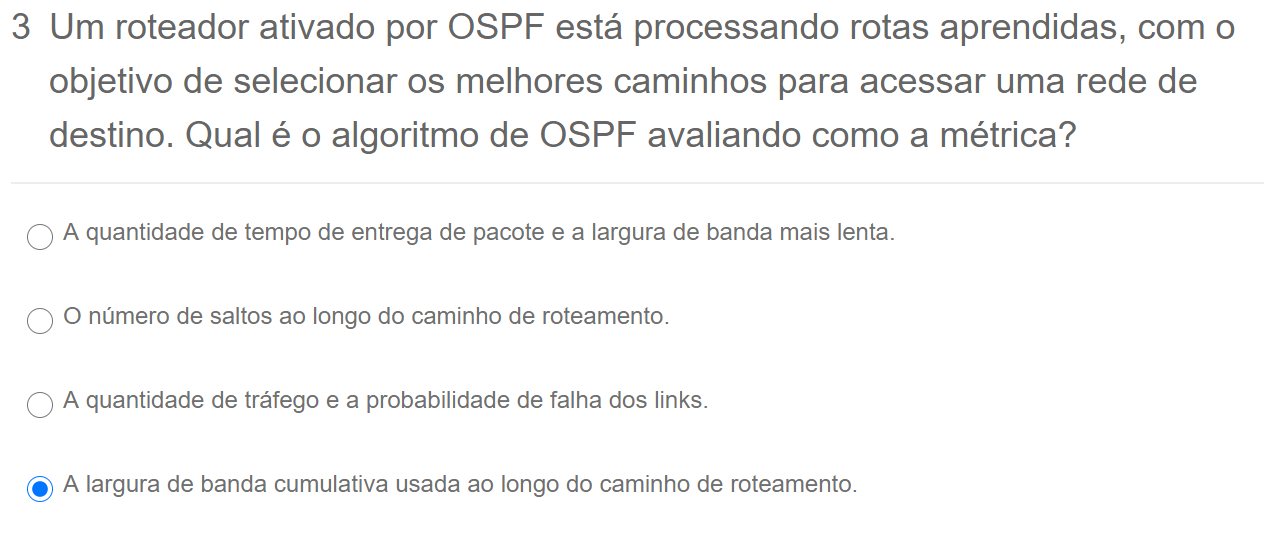 3 Um roteador ativado por OSPF está processando rotas aprendidas, com o
objetivo de selecionar os melhores caminhos para acessar uma rede de
destino. Qual é o algoritmo de OSPF avaliando como a métrica?
A quantidade de tempo de entrega de pacote e a largura de banda mais lenta.
O número de saltos ao longo do caminho de roteamento.
A quantidade de tráfego e a probabilidade de falha dos links.
A largura de banda cumulativa usada ao longo do caminho de roteamento.